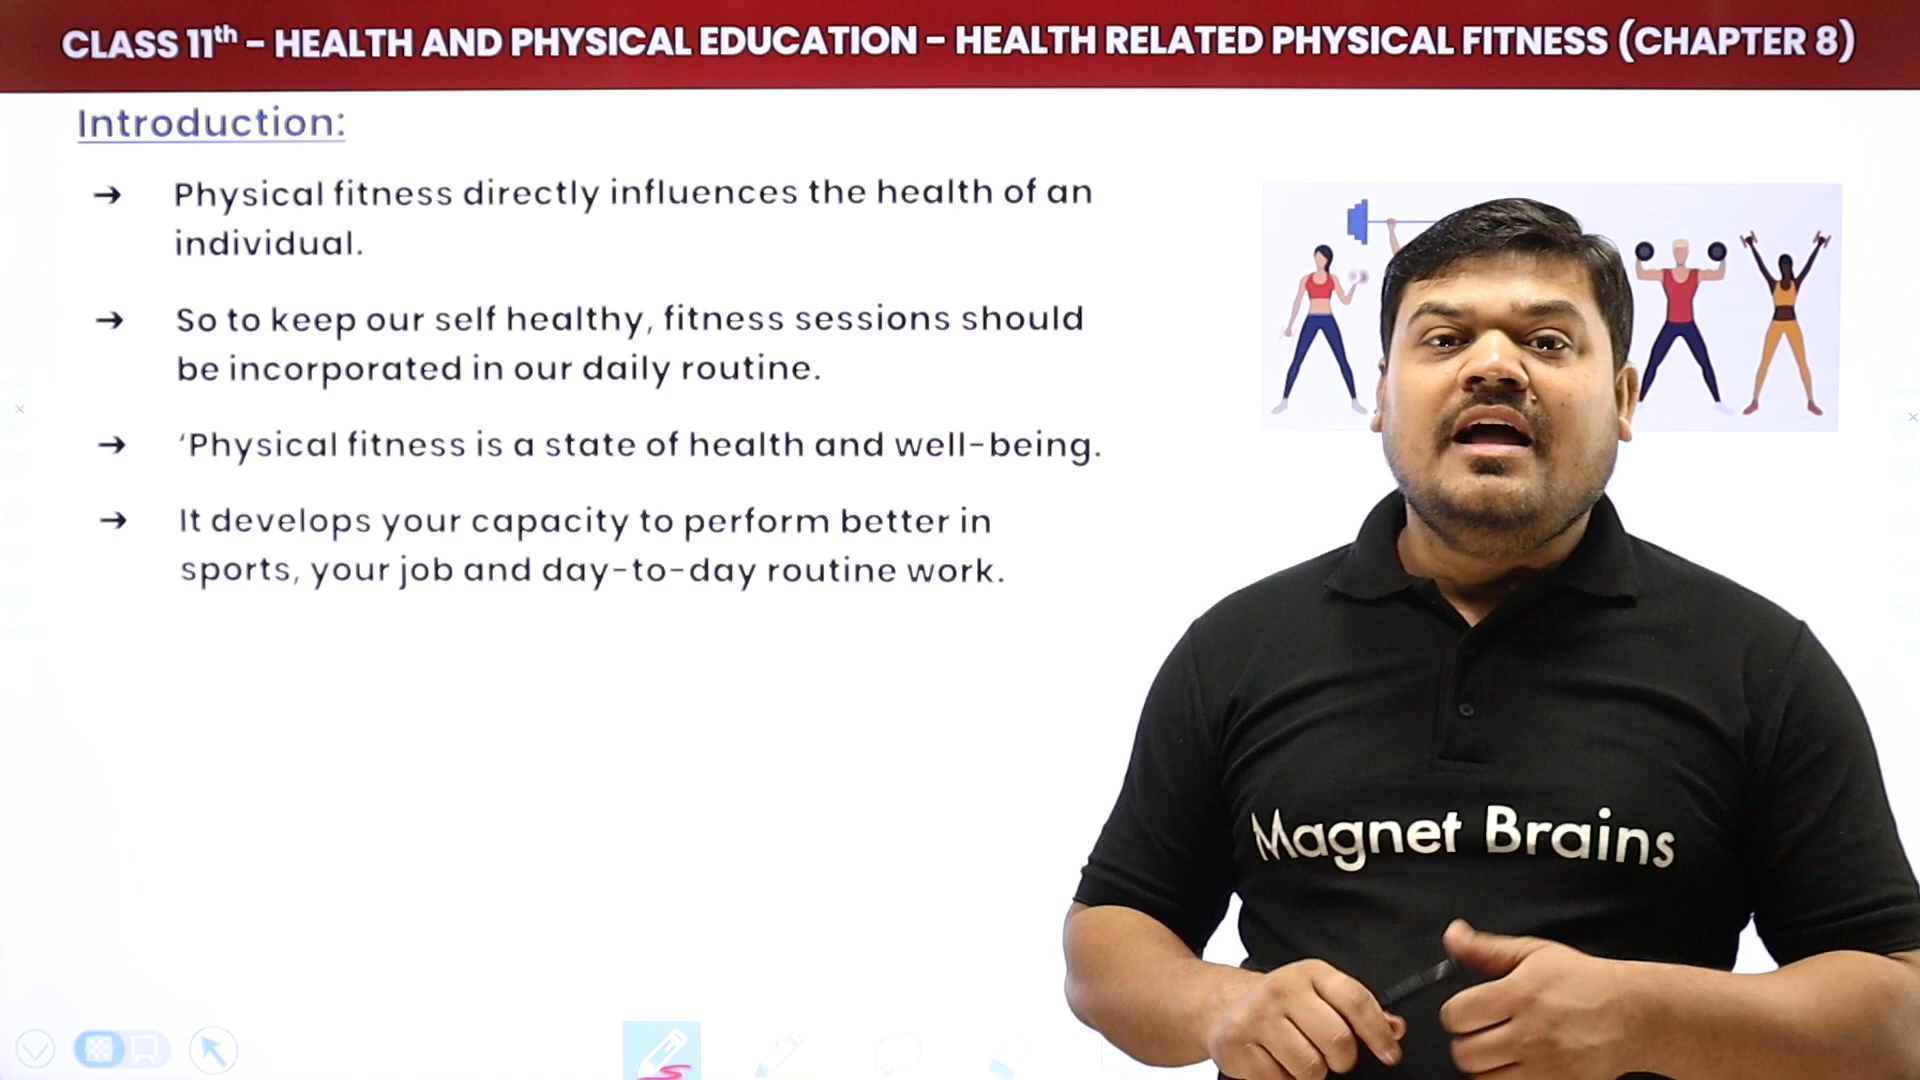 CLASS 11th – HEALTH AND PHYSICAL EDUCATION – HEALTH RELATED PHYSICAL FITNESS (CHAPTER 8)
Introduction:
→ Physical fitness directly influences the health of an
individual.
→ So to keep our self healthy, fitness sessions should
be incorporated in our daily routine.
→ ‘Physical fitness is a state of health and well-being.
→ It develops your capacity to perform better in
sports, your job and day-to-day routine work.
Magnet Brains